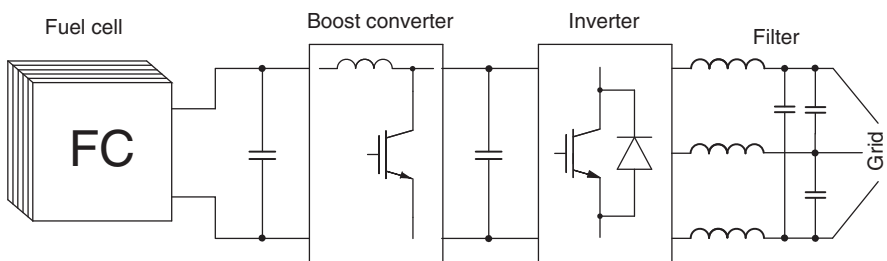 Fuel cell
Boost converter
Inverter
Filter
FC
Grid